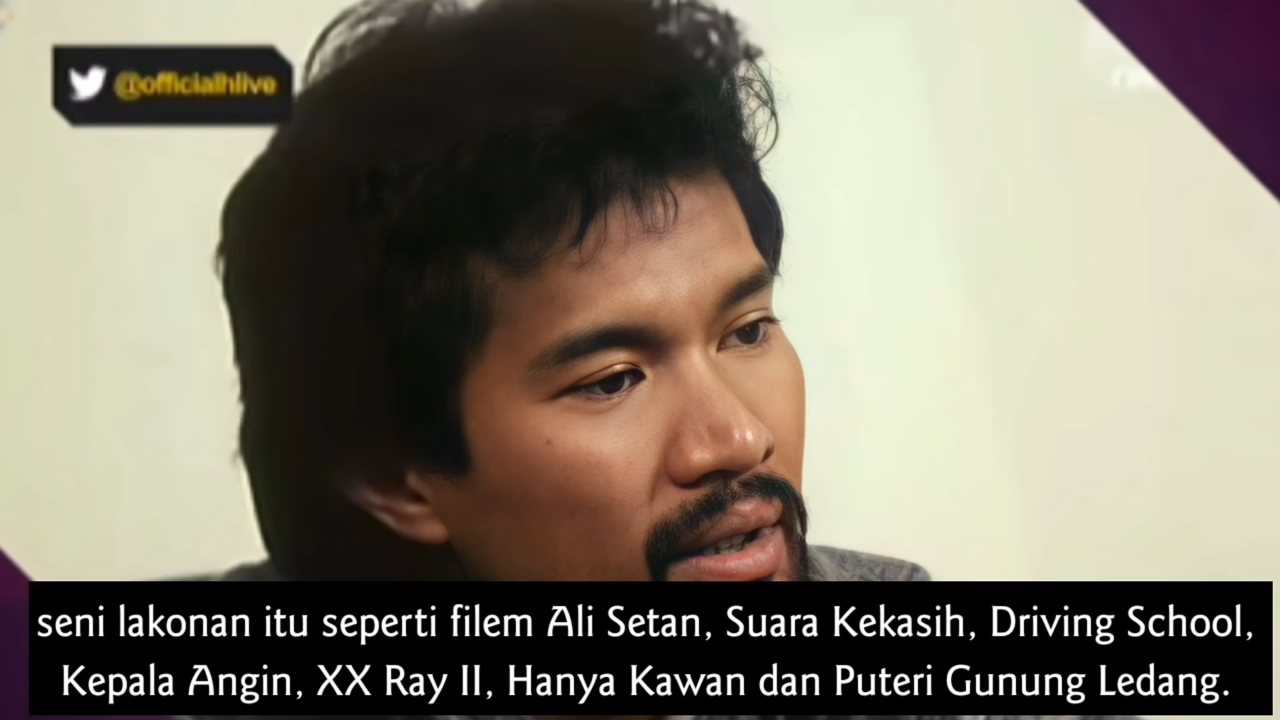 @officialhlive
seni lakonan itu seperti filem Ali Setan, Suara Kekasih, Driving School,
Kepala Angin, XX Ray II, Hanya Kawan dan Puteri Gunung Ledang.